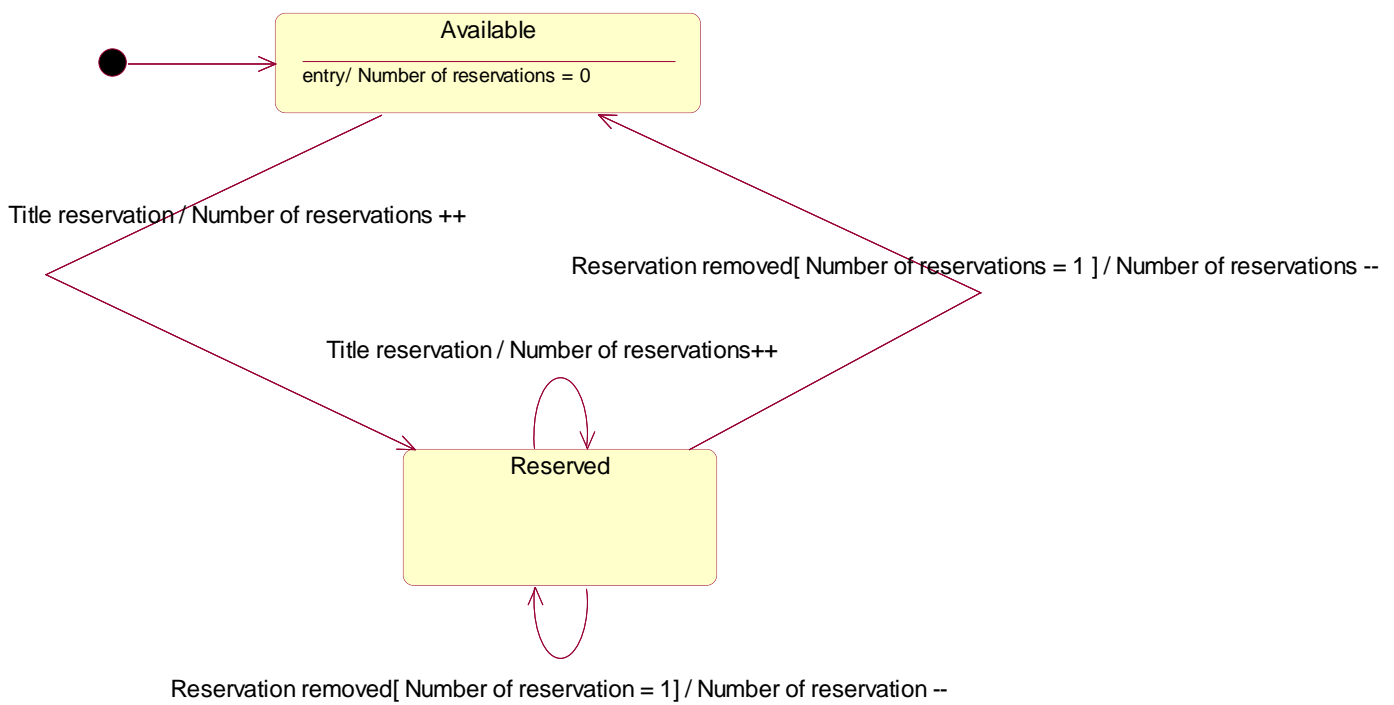 Available
entry/ Number of reservations = 0
Title reservation / Number of reservations ++
Reservation removed[ Number of reservations = 1 ] / Number of reservations --
Title reservation / Number of reservations++
Reserved
Reservation removed[ Number of reservation = 1] / Number of reservation --